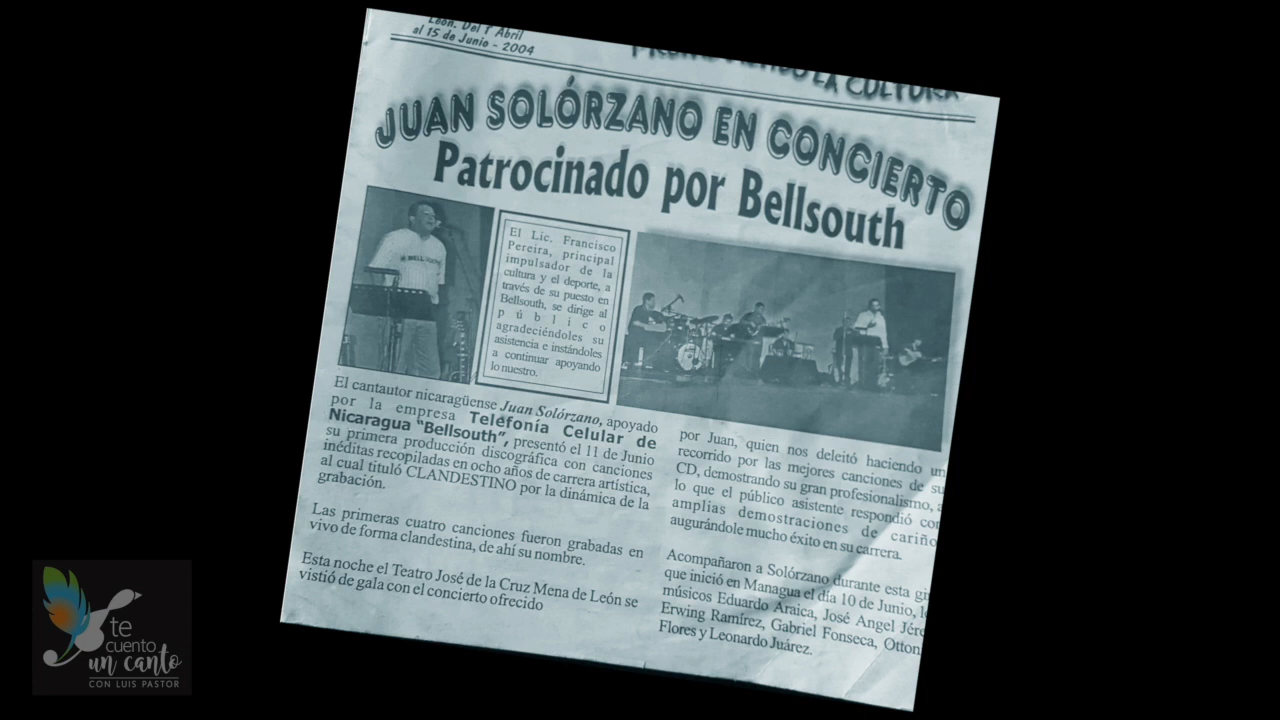 León. Del 1 Abril
al 15 de Junio - 2004
LA CULTURA
JUAN SOLÓRZANO EN CONCIERTO
Patrocinado por Bellsouth
El Lic. Francisco
Pereira, principal
impulsador de la
cultura y el deporte, a
través de su puesto en
Bellsouth, se dirige al
público
agradeciéndoles su
asistencia e instándoles
a continuar apoyando
lo nuestro.
El cantautor nicaragüense Juan Solórzano, apoyado
por la empresa Telefonía Celular de
Nicaragua "Bellsouth", presentó el 11 de Junio
su primera producción discográfica con canciones
inéditas recopiladas en ocho años de carrera artística,
al cual tituló CLANDESTINO por la dinámica de la
grabación.
Las primeras cuatro canciones fueron grabadas en
vivo de forma clandestina, de ahí su nombre.
Esta noche el Teatro José de la Cruz Mena de León se
vistió de gala con el concierto ofrecido
por Juan, quien nos deleitó haciendo un
recorrido por las mejores canciones de su
CD, demostrando su gran profesionalismo, a
lo que el público asistente respondió con
amplias demostraciones de cariño
augurándole mucho éxito en su carrera.
Acompañaron a Solórzano durante esta gi
que inició en Managua el día 10 de Junio, l
músicos Eduardo Araica, José Angel Jére
Erwing Ramírez, Gabriel Fonseca, Otton
Flores y Leonardo Juárez.
te
cuento
un canto
CON LUIS PASTOR